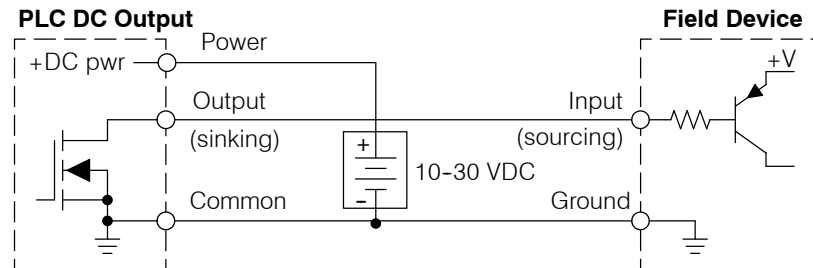 PLC DC Output
Field Device
Power
+DC pwr
+V
Output
Input
(sinking)
(sourcing)
+
10-30 VDC
–
Common
Ground